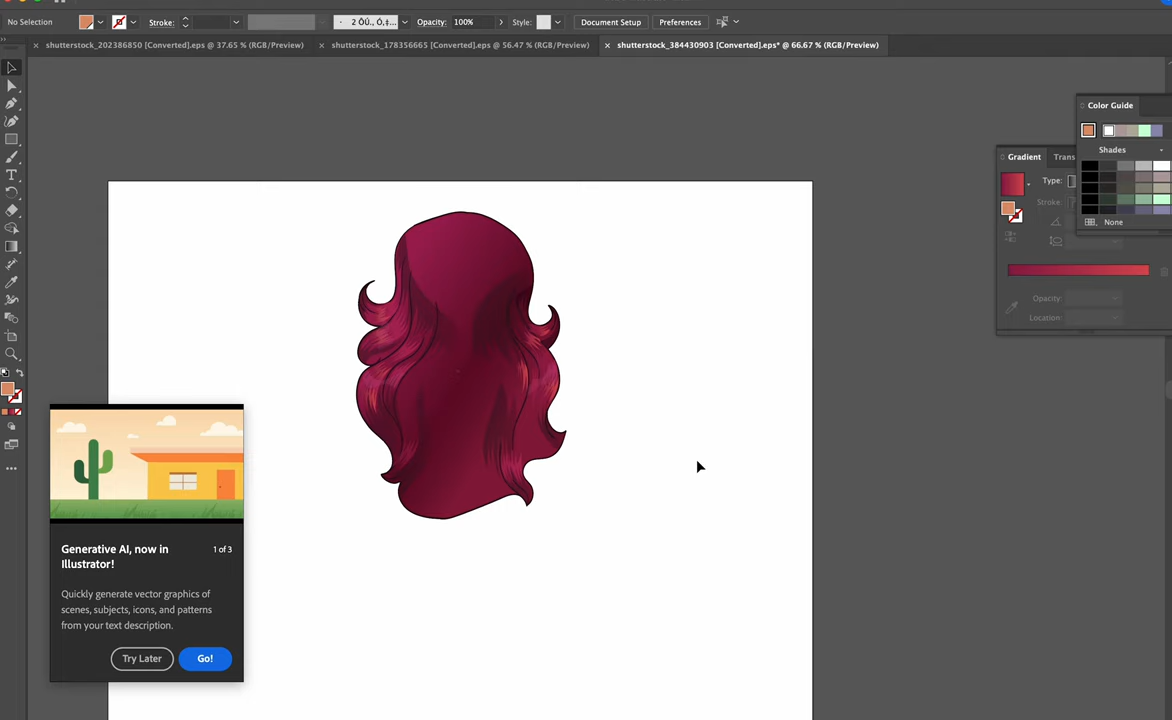 No Selection
Stroke:
2 ÔÚ., Ó,...
Opacity:
100%
Style:
Document Setup
Preferences
shutterstock_202386850 [Converted].eps @ 37.65 % (RGB/Preview)
shutterstock_178356665 [Converted].eps @ 56.47 % (RGB/Preview)
shutterstock_384430903 [Converted].eps* @ 66.67 % (RGB/Preview)
Color Guide
Shades
None
Gradient
Trans
Type:
Stroke:
Opacity:
Location:
Generative AI, now in
Illustrator!
1 of 3
Quickly generate vector graphics of
scenes, subjects, icons, and patterns
from your text description.
Try Later
Go!